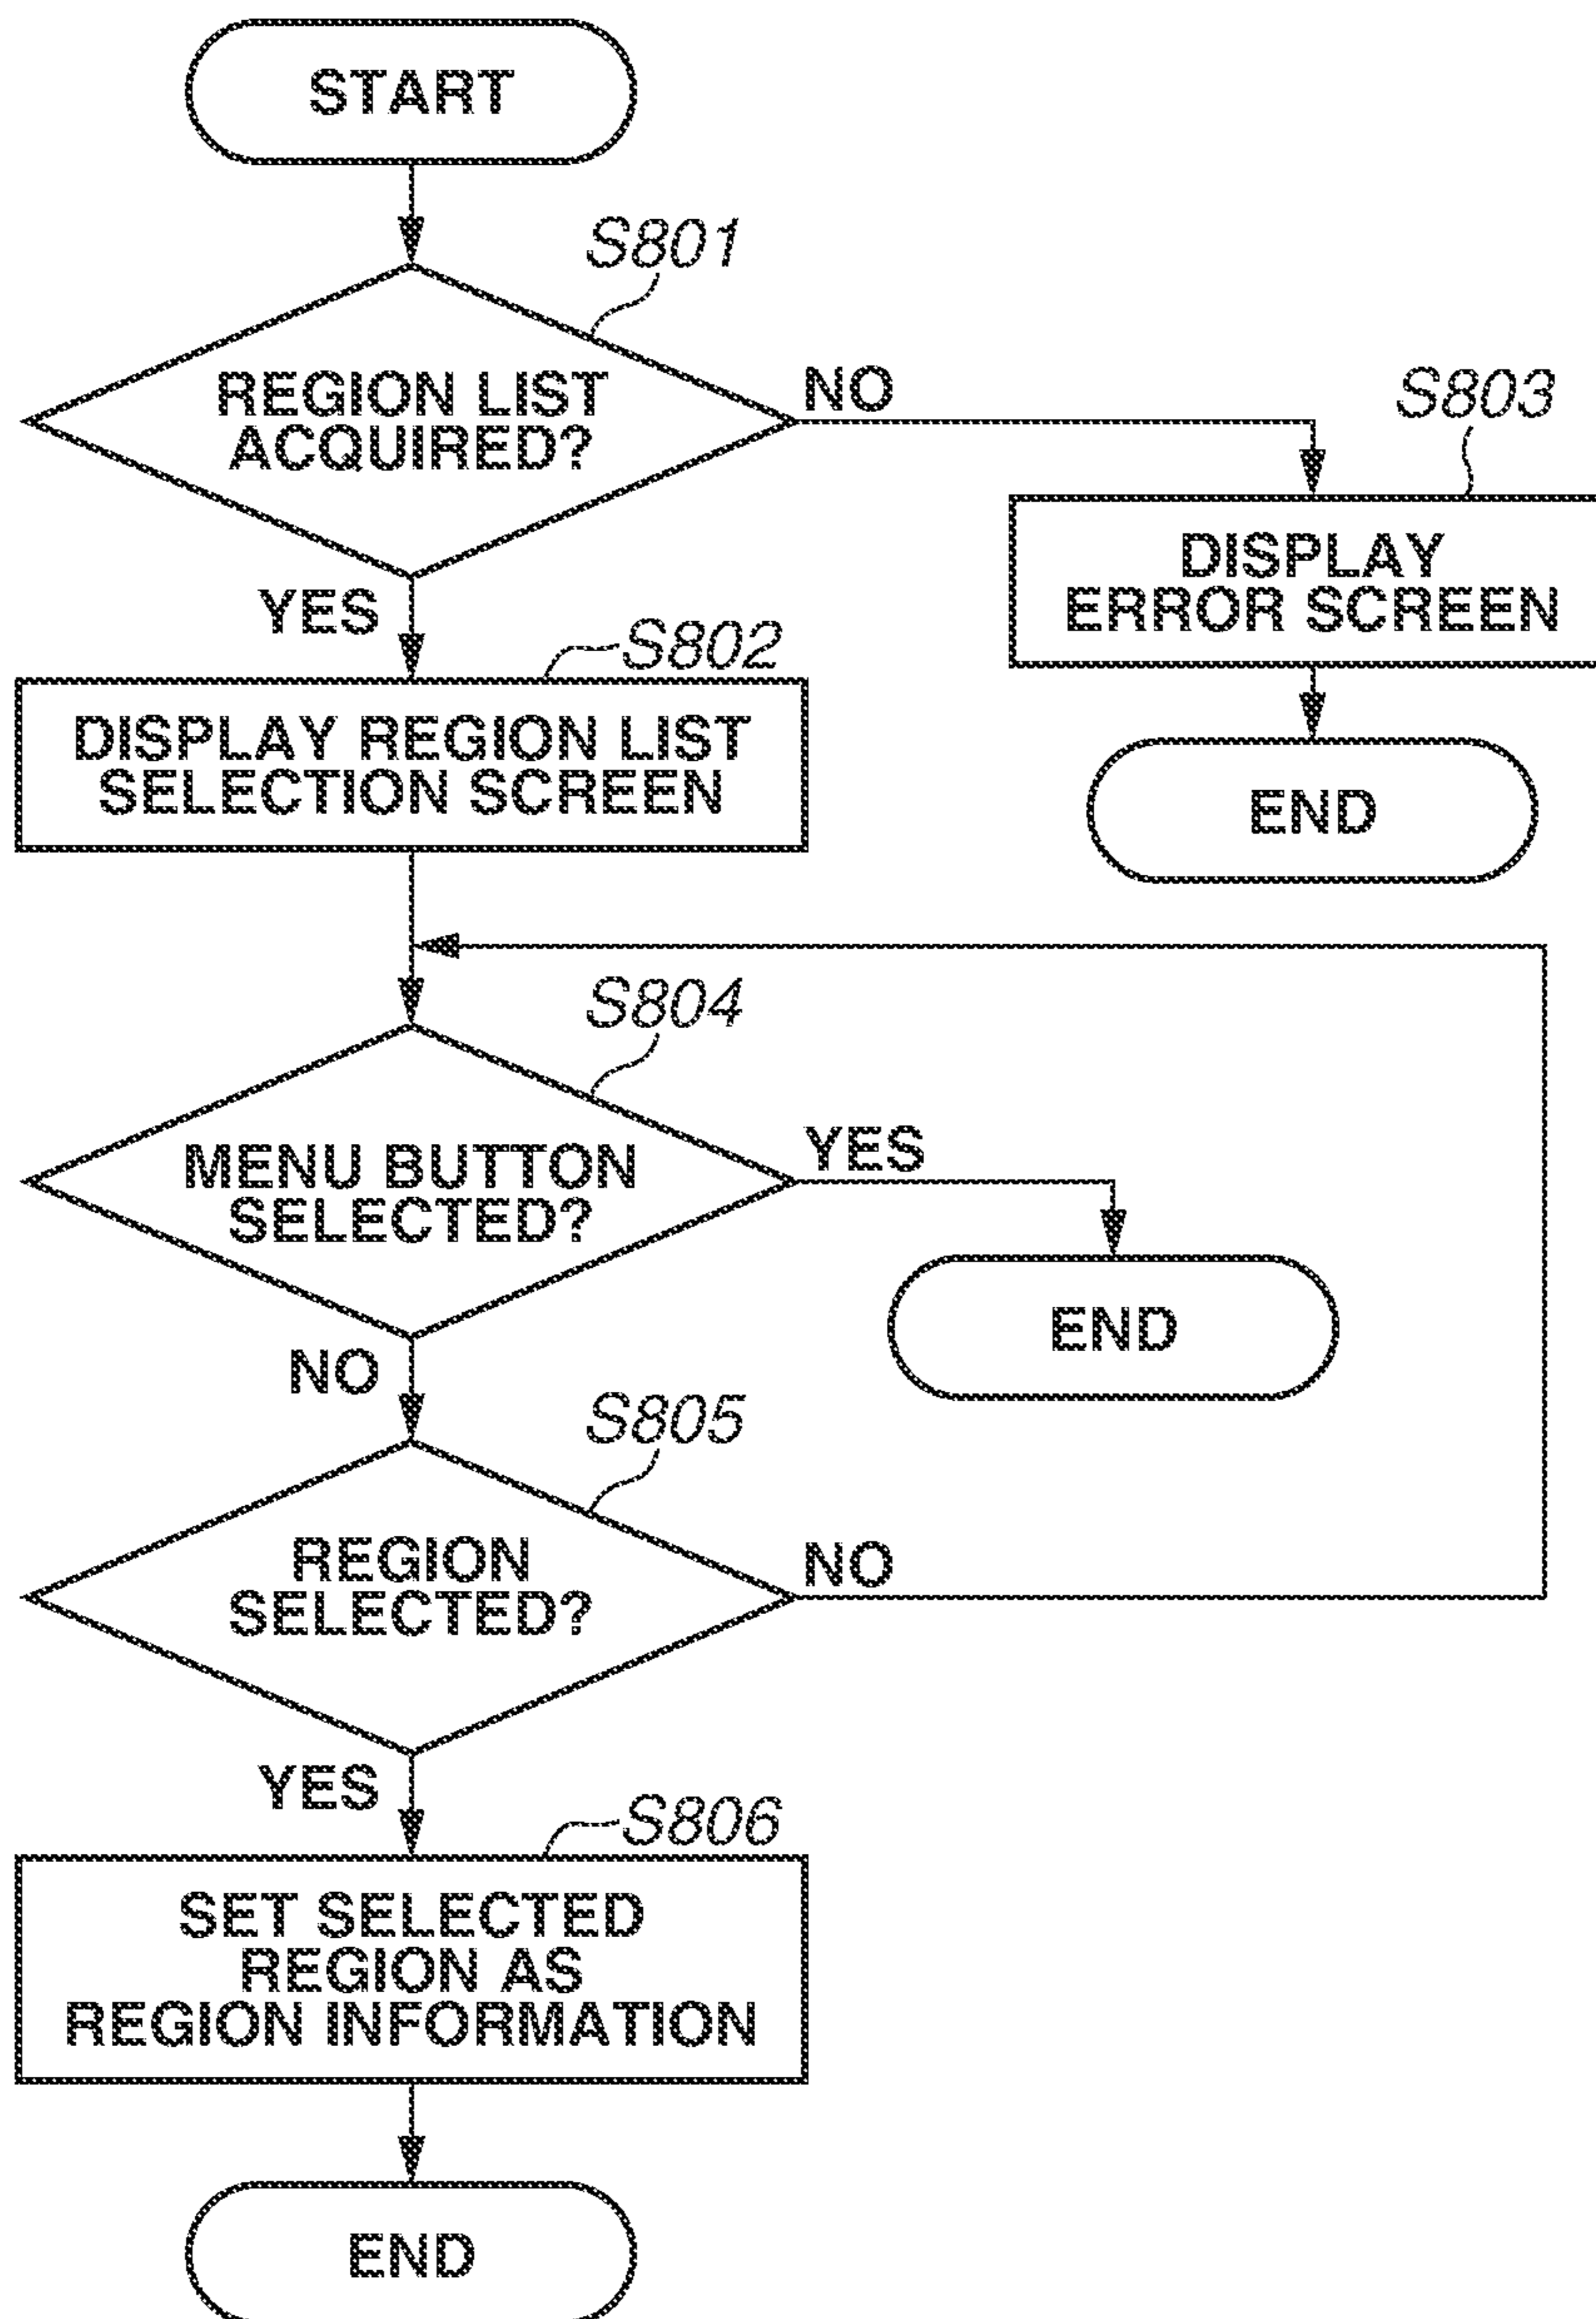 START
S801
REGION LIST
ACQUIRED?
NO
S803
DISPLAY
ERROR SCREEN
END
YES
S802
DISPLAY REGION LIST
SELECTION SCREEN
S804
MENU BUTTON
SELECTED?
YES
END
NO
S805
REGION
SELECTED?
NO
YES
S806
SET SELECTED
REGION AS
REGION INFORMATION
END